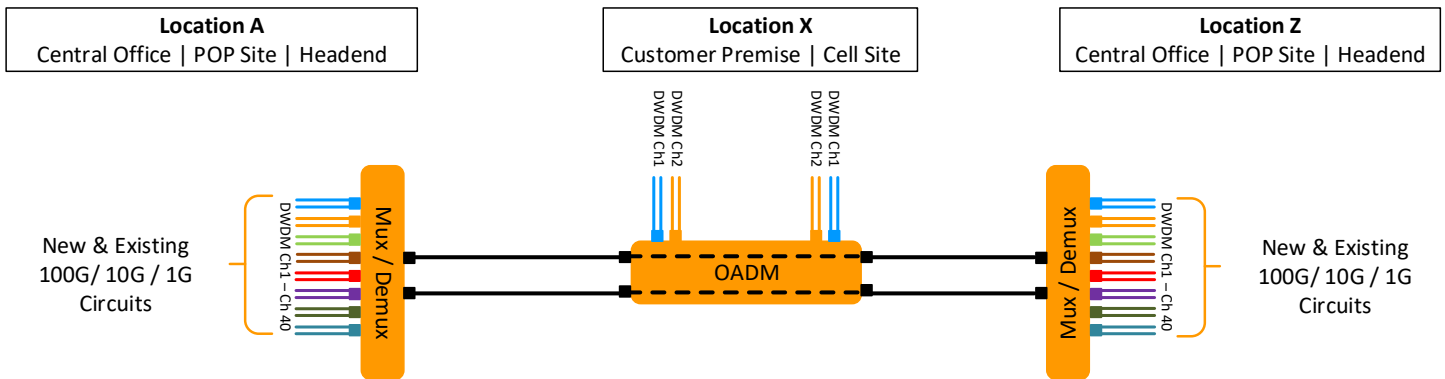 Location A
Central Office | POP Site | Headend
Location X
Customer Premise | Cell Site
Location Z
Central Office | POP Site | Headend
DWDM Ch1
DWDM Ch2
DWDM Ch2
DWDM Ch1
New & Existing
100G/ 10G / 1G
Circuits
DWDM Ch1 – Ch 40
Mux / Demux
OADM
Mux / Demux
DWDM Ch1 – Ch 40
New & Existing
100G/ 10G / 1G
Circuits